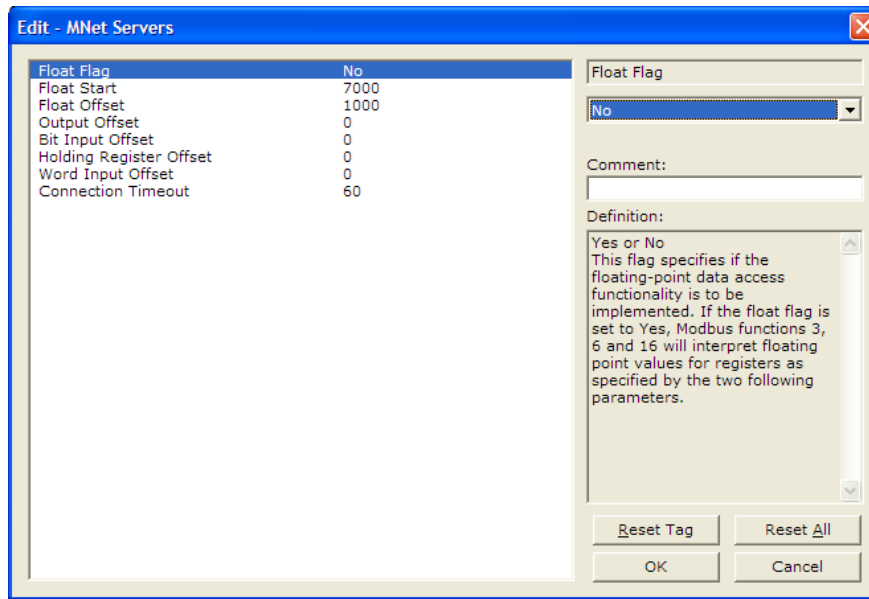 Edit - MNet Servers
Float Flag No
Float Start 7000
Float Offset 1000
Output Offset 0
Bit Input Offset 0
Holding Register Offset 0
Word Input Offset 0
Connection Timeout 60
Float Flag
No
Comment:
Definition:
Yes or No
This flag specifies if the
floating-point data access
functionality is to be
implemented. If the float flag is
set to Yes, Modbus functions 3,
6 and 16 will interpret floating
point values for registers as
specified by the two following
parameters.
Reset Tag Reset All
OK Cancel